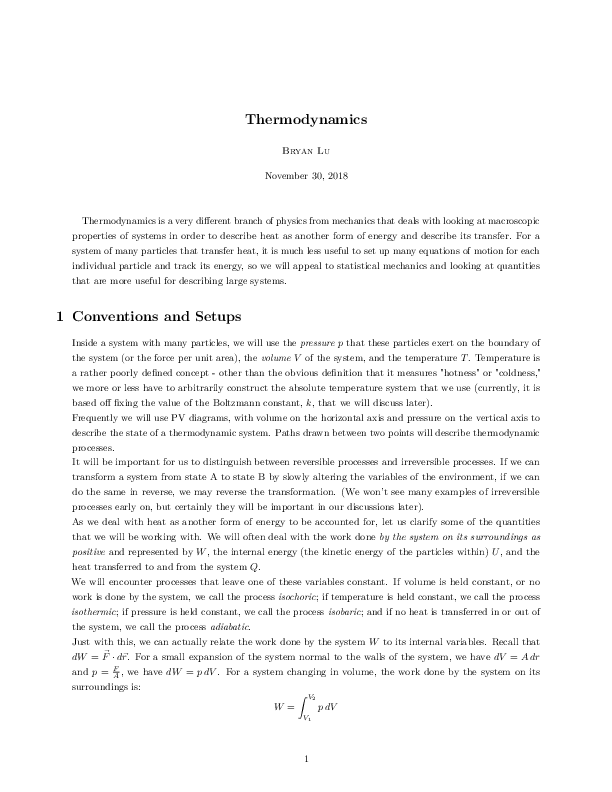 Thermodynamics
Bryan Lu
November 30, 2018
Thermodynamics is a very different branch of physics from mechanics that deals with looking at macroscopic
properties of systems in order to describe heat as another form of energy and describe its transfer. For a
system of many particles that transfer heat, it is much less useful to set up many equations of motion for each
individual particle and track its energy, so we will appeal to statistical mechanics and looking at quantities
that are more useful for describing large systems.
1 Conventions and Setups
Inside a system with many particles, we will use the pressure p that these particles exert on the boundary of
the system (or the force per unit area), the volume V of the system, and the temperature T. Temperature is
a rather poorly defined concept - other than the obvious definition that it measures "hotness" or "coldness,"
we more or less have to arbitrarily construct the absolute temperature system that we use (currently, it is
based off fixing the value of the Boltzmann constant, k, that we will discuss later).
Frequently we will use PV diagrams, with volume on the horizontal axis and pressure on the vertical axis to
describe the state of a thermodynamic system. Paths drawn between two points will describe thermodynamic
processes.
It will be important for us to distinguish between reversible processes and irreversible processes. If we can
transform a system from state A to state B by slowly altering the variables of the environment, if we can
do the same in reverse, we may reverse the transformation. (We won't see many examples of irreversible
processes early on, but certainly they will be important in our discussions later).
As we deal with heat as another form of energy to be accounted for, let us clarify some of the quantities
that we will be working with. We will often deal with the work done by the system on its surroundings as
positive and represented by W, the internal energy (the kinetic energy of the particles within) U, and the
heat transferred to and from the system Q.
We will encounter processes that leave one of these variables constant. If volume is held constant, or no
work is done by the system, we call the process isochoric; if temperature is held constant, we call the process
isothermic; if pressure is held constant, we call the process isobaric; and if no heat is transferred in or out of
the system, we call the process adiabatic.
Just with this, we can actually relate the work done by the system W to its internal variables. Recall that
dW = F⃗ · dr⃗. For a small expansion of the system normal to the walls of the system, we have dV = A dr
and p = F/A, we have dW = p dV. For a system changing in volume, the work done by the system on its
surroundings is:
W = ∫_{V₁}^{V₂} p dV
1